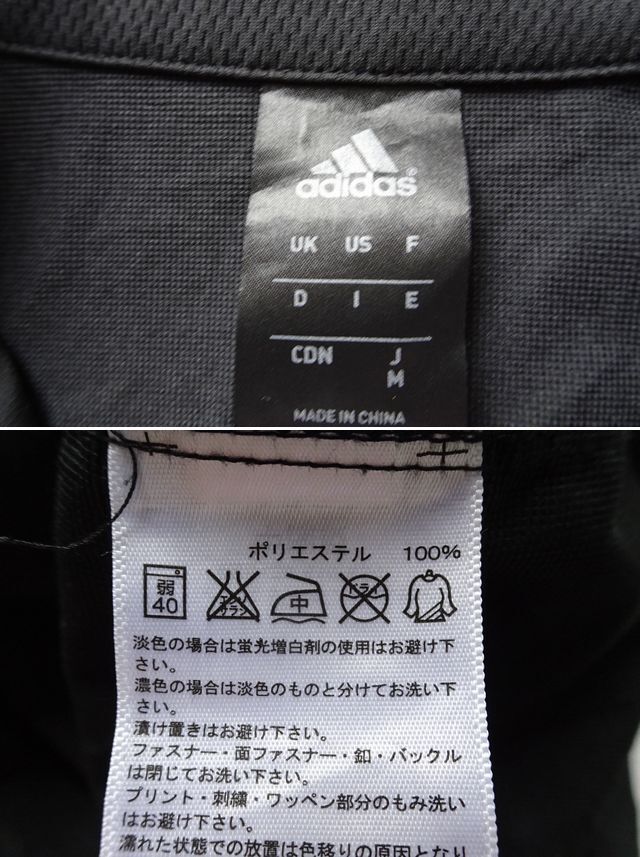 adidas
UK US F
D I E
CDN J
M
MADE IN CHINA
ポリエステル 100%
弱
40
中
淡色の場合は蛍光増白剤の使用はお避け下
さい。
濃色の場合は淡色のものと分けてお洗い下
さい。
漬け置きはお避け下さい。
ファスナー・面ファスナー・釦・バックル
は閉じてお洗い下さい。
プリント・刺繍・ワッペン部分のもみ洗い
はお避け下さい。
濡れた状態での放置は色移りの原因となり